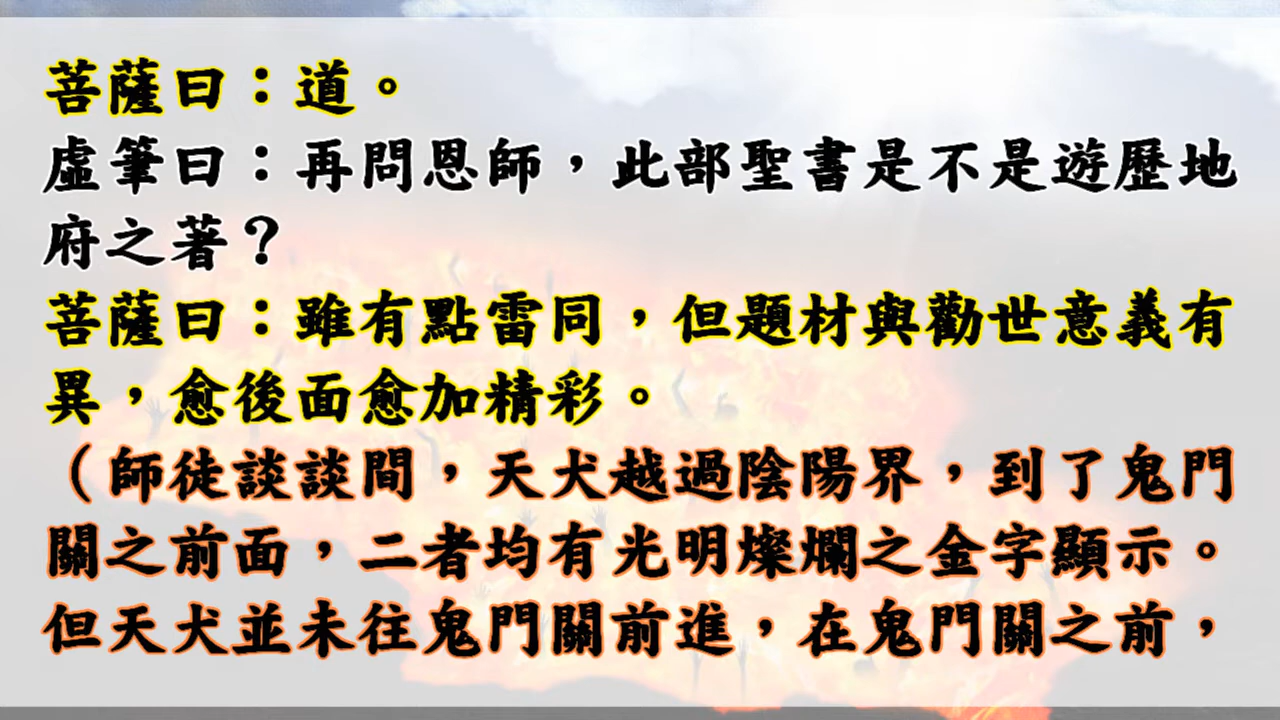 菩薩曰：道。
虛筆曰：再問恩師，此部聖書是不是遊歷地
府之著？
菩薩曰：雖有點雷同，但題材與勸世意義有
異，愈後面愈加精彩。
（師徒談談間，天犬越過陰陽界，到了鬼門
關之前面，二者均有光明燦爛之金字顯示。
但天犬並未往鬼門關前進，在鬼門關之前，